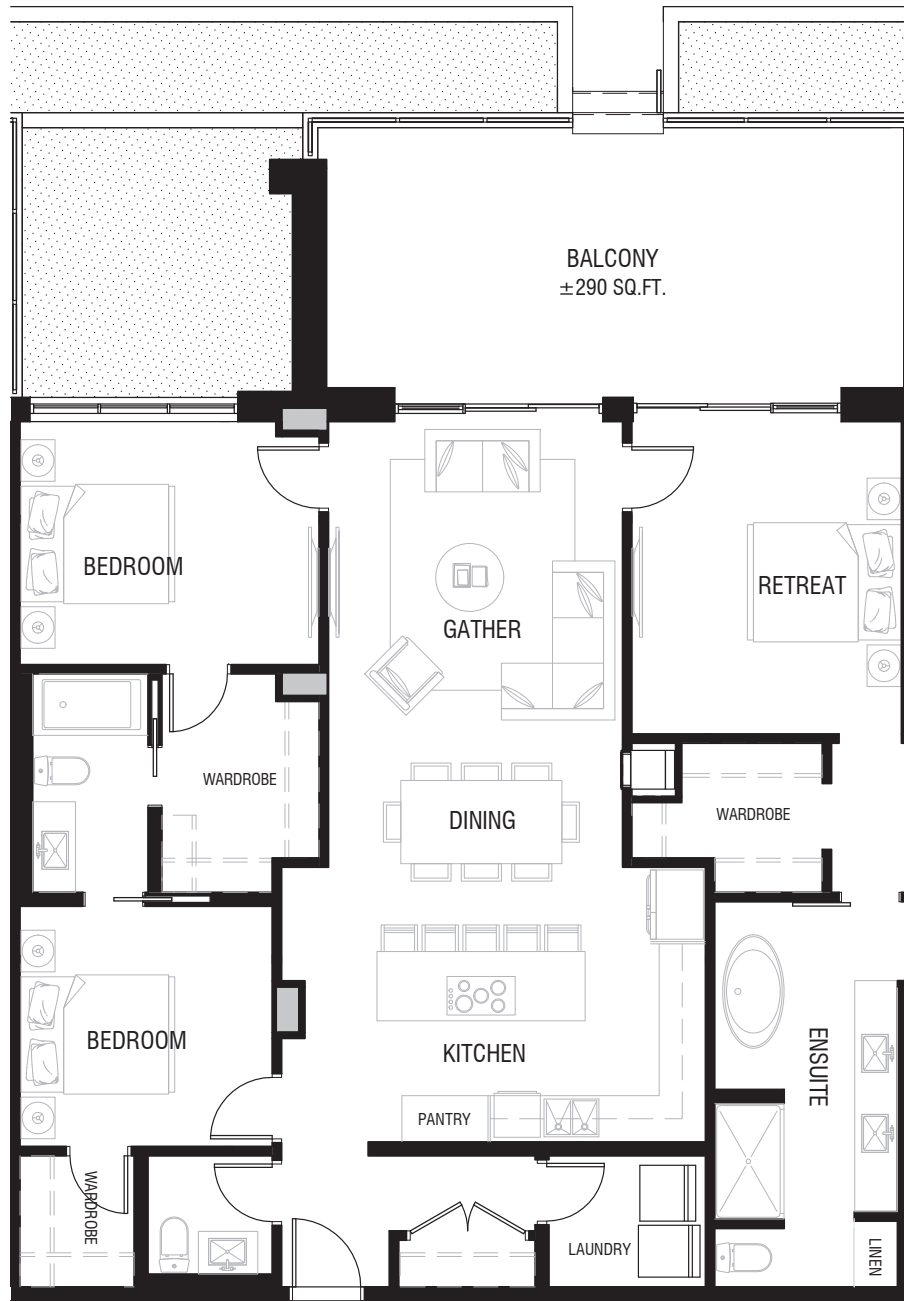 BALCONY
±290 SQ.FT.
BEDROOM
RETREAT
GATHER
WARDROBE
WARDROBE
DINING
BEDROOM
KITCHEN
ENSUITE
PANTRY
WARDROBE
LAUNDRY
LINEN